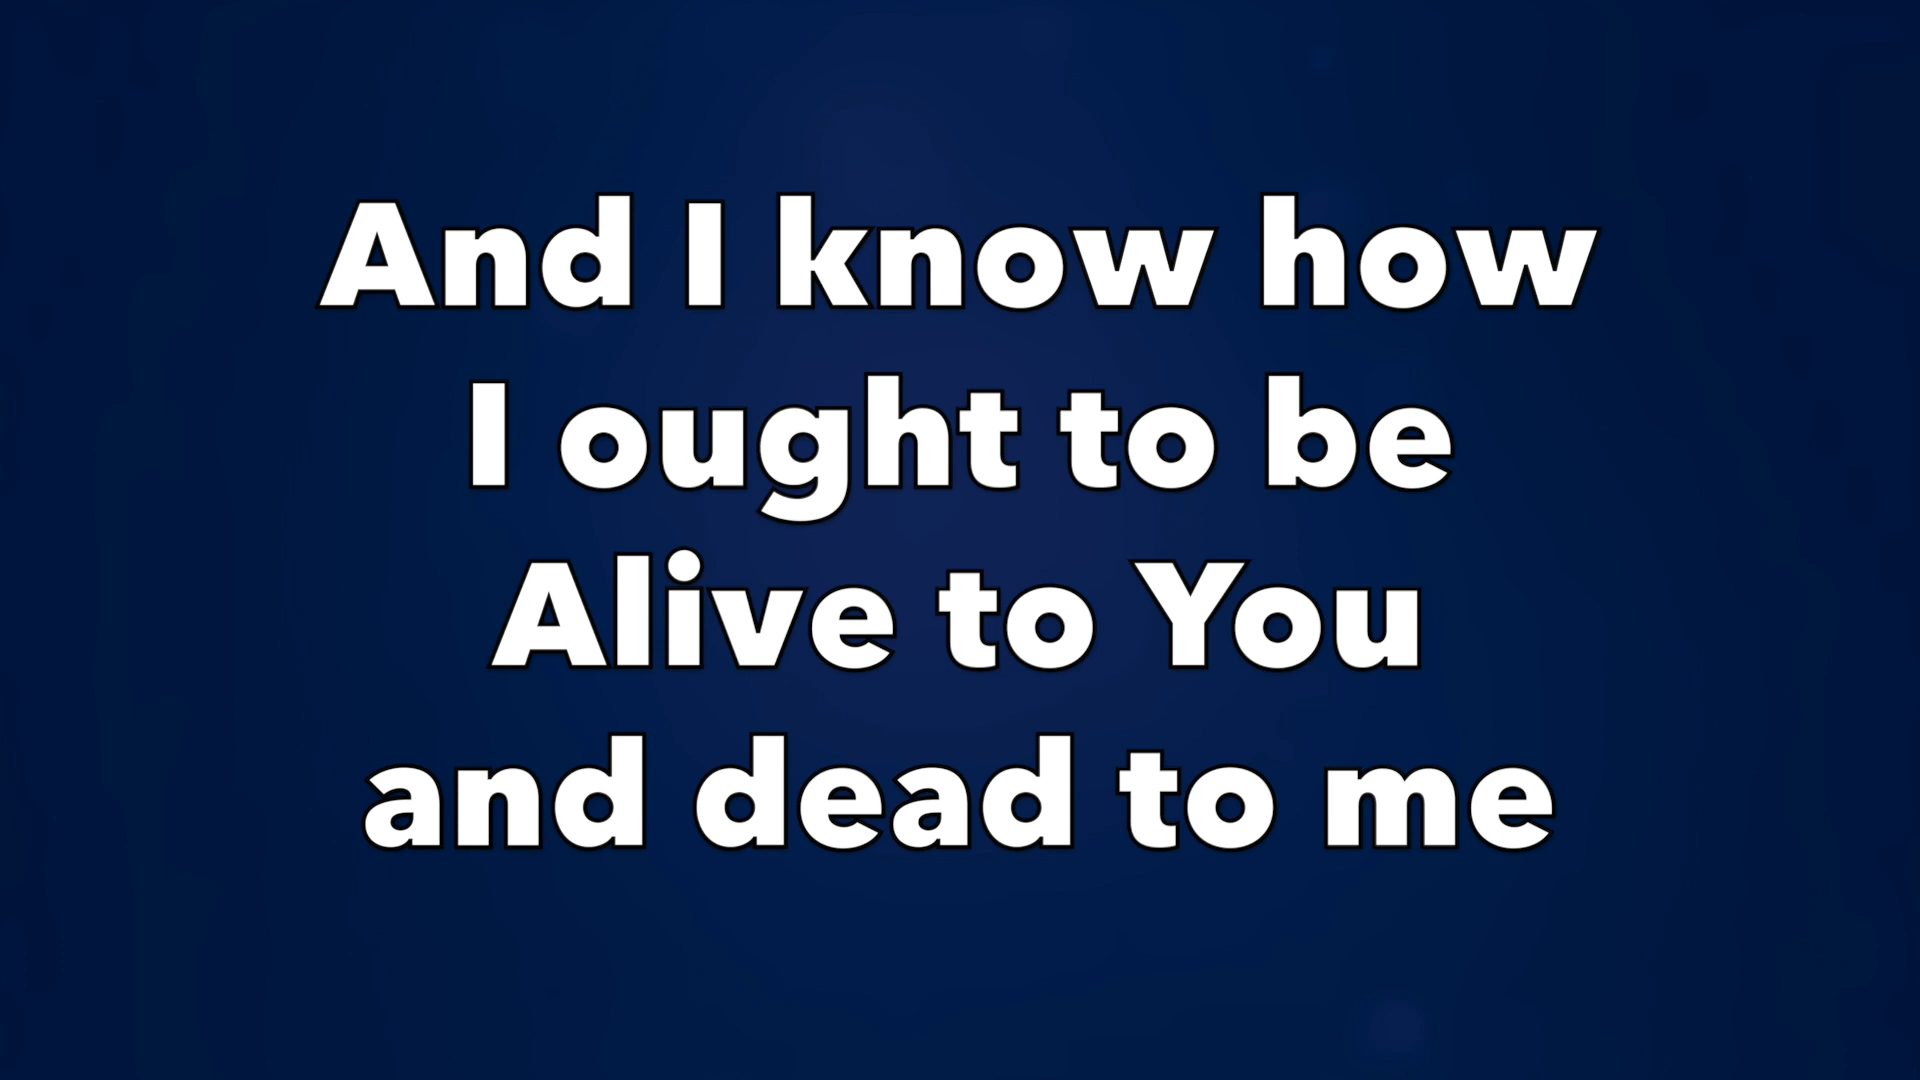 And I know how
I ought to be
Alive to You
and dead to me